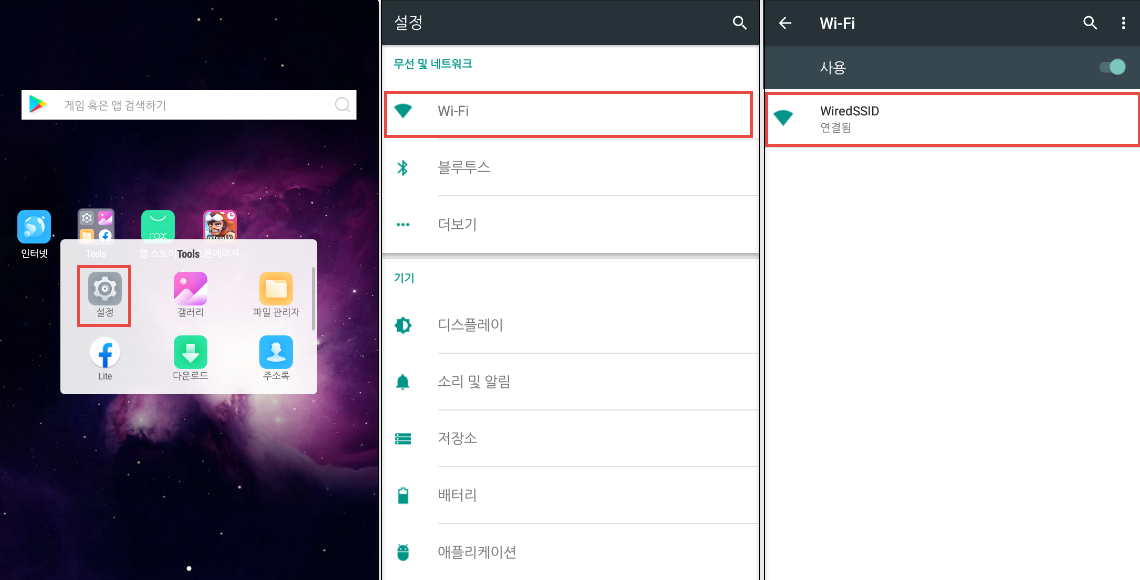 게임 혹은 앱 검색하기
인터넷
Tools
앱 스토어
Tools
설정
갤러리
파일 관리자
Lite
다운로드
주소록
설정
무선 및 네트워크
Wi-Fi
블루투스
더보기
기기
디스플레이
소리 및 알림
저장소
배터리
애플리케이션
Wi-Fi
사용
WiredSSID
연결됨